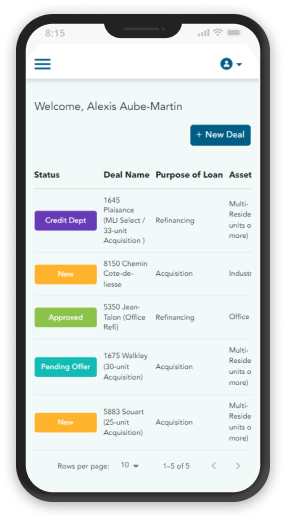 8:15
Welcome, Alexis Aube-Martin
+ New Deal
Status Deal Name Purpose of Loan Asset
1645
Plaisance
(MLI Select /
33-unit
Acquisition )
Credit Dept
Refinancing
Multi-
Reside
units o
more)
8150 Chemin
Cote-de-
liesse
New
Acquisition
Industr
5350 Jean-
Talon (Office
Refi)
Approved
Refinancing
Office
1675 Walkley
(30-unit
Acquisition)
Pending Offer
Acquisition
Multi-
Reside
units o
more)
5883 Souart
(25-unit
Acquisition)
New
Acquisition
Multi-
Reside
units o
more)
Rows per page: 10 1–5 of 5